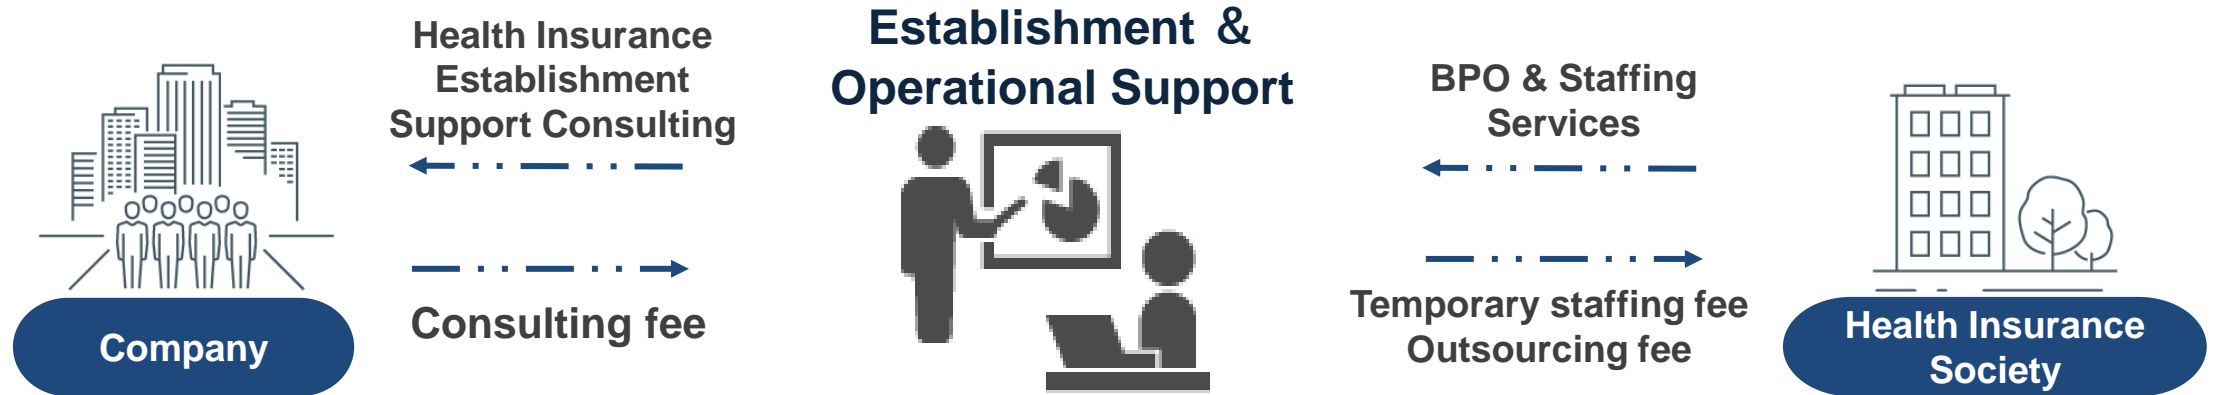 Health Insurance
Establishment
Support Consulting
Consulting fee
Company
Establishment &
Operational Support
BPO & Staffing
Services
Temporary staffing fee
Outsourcing fee
Health Insurance
Society